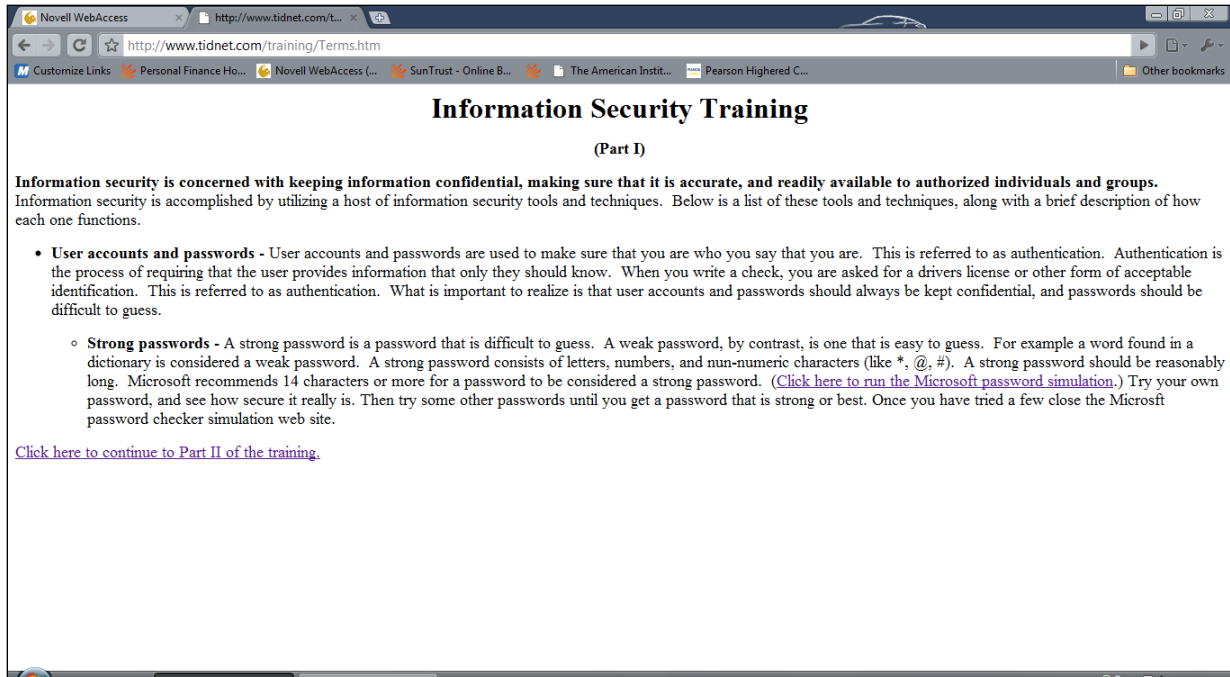 Novell WebAccess
http://www.tidnet.com/t...
http://www.tidnet.com/training/Terms.htm
Customize Links
Personal Finance Ho...
Novell WebAccess (...
SunTrust - Online B...
The American Instit...
Pearson Highered C...
Other bookmarks
Information Security Training
(Part I)
Information security is concerned with keeping information confidential, making sure that it is accurate, and readily available to authorized individuals and groups.
Information security is accomplished by utilizing a host of information security tools and techniques.  Below is a list of these tools and techniques, along with a brief description of how
each one functions.
• User accounts and passwords - User accounts and passwords are used to make sure that you are who you say that you are.  This is referred to as authentication.  Authentication is
the process of requiring that the user provides information that only they should know.  When you write a check, you are asked for a drivers license or other form of acceptable
identification.  This is referred to as authentication.  What is important to realize is that user accounts and passwords should always be kept confidential, and passwords should be
difficult to guess.
◦ Strong passwords - A strong password is a password that is difficult to guess.  A weak password, by contrast, is one that is easy to guess.  For example a word found in a
dictionary is considered a weak password.  A strong password consists of letters, numbers, and nun-numeric characters (like *, @, #).  A strong password should be reasonably
long.  Microsoft recommends 14 characters or more for a password to be considered a strong password.  (Click here to run the Microsoft password simulation.) Try your own
password, and see how secure it really is. Then try some other passwords until you get a password that is strong or best. Once you have tried a few close the Microsft
password checker simulation web site.
Click here to continue to Part II of the training.